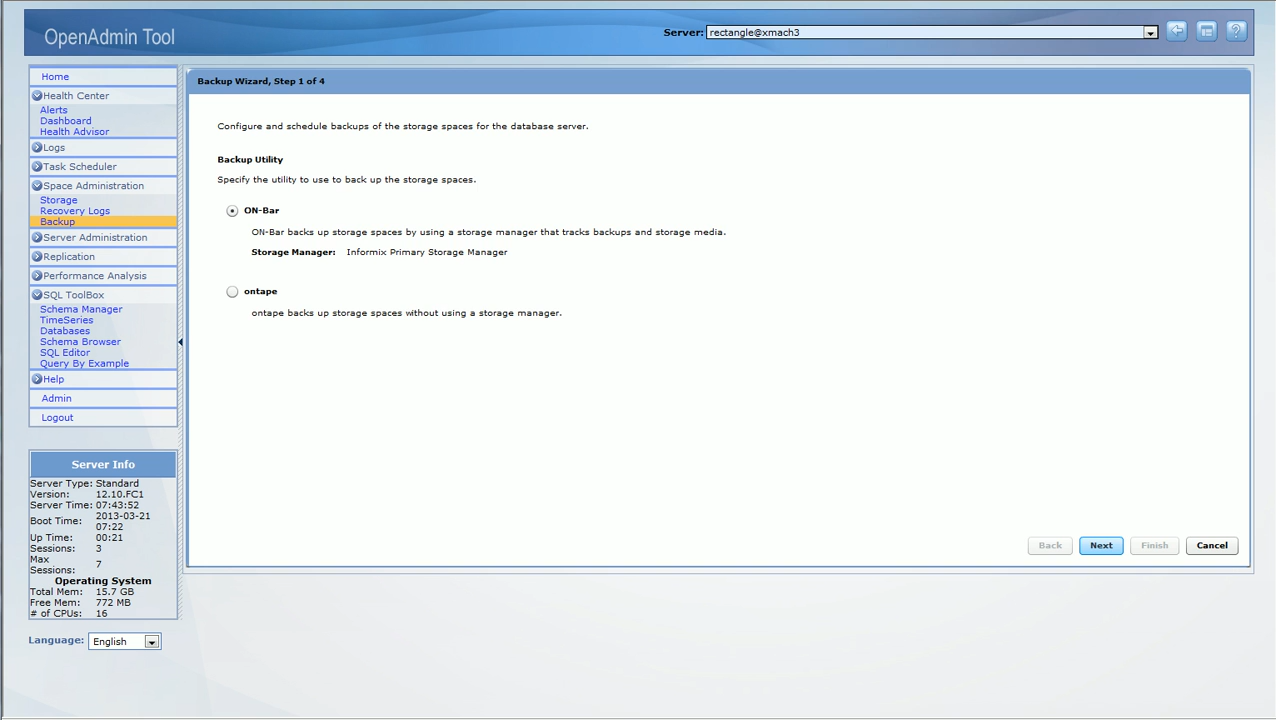 OpenAdmin Tool
Server: rectangle@xmach3
Home
Health Center
Alerts
Dashboard
Health Advisor
Logs
Task Scheduler
Space Administration
Storage
Recovery Logs
Backup
Server Administration
Replication
Performance Analysis
SQL ToolBox
Schema Manager
TimeSeries
Databases
Schema Browser
SQL Editor
Query By Example
Help
Admin
Logout
Server Info
Server Type: Standard
Version: 12.10.FC1
Server Time: 07:43:52
Boot Time: 2013-03-21
07:22
Up Time: 00:21
Sessions: 3
Max
Sessions: 7
Operating System
Total Mem: 15.7 GB
Free Mem: 772 MB
# of CPUs: 16
Language: English
Backup Wizard, Step 1 of 4
Configure and schedule backups of the storage spaces for the database server.
Backup Utility
Specify the utility to use to back up the storage spaces.
ON-Bar
ON-Bar backs up storage spaces by using a storage manager that tracks backups and storage media.
Storage Manager: Informix Primary Storage Manager
ontape
ontape backs up storage spaces without using a storage manager.
Back Next Finish Cancel